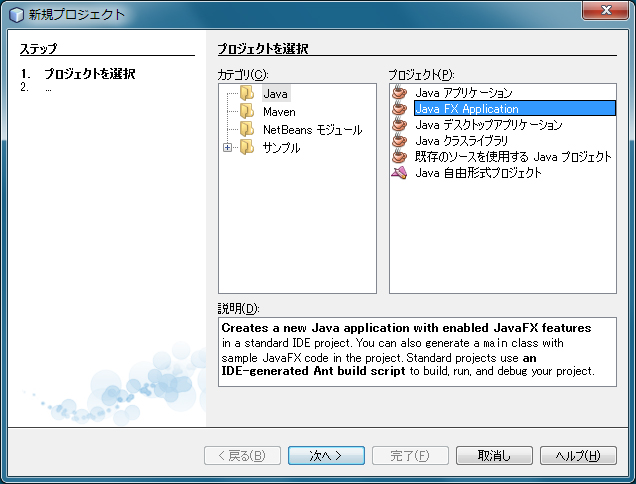 新規プロジェクト
ステップ
1. プロジェクトを選択
2. ...
プロジェクトを選択
カテゴリ(C):
Java
Maven
NetBeans モジュール
サンプル
プロジェクト(P):
Java アプリケーション
Java FX Application
Java デスクトップアプリケーション
Java クラスライブラリ
既存のソースを使用する Java プロジェクト
Java 自由形式プロジェクト
説明(D):
Creates a new Java application with enabled JavaFX features
in a standard IDE project. You can also generate a main class with
sample JavaFX code in the project. Standard projects use an
IDE-generated Ant build script to build, run, and debug your project.
< 戻る(B)
次へ >
完了(F)
取消し
ヘルプ(H)